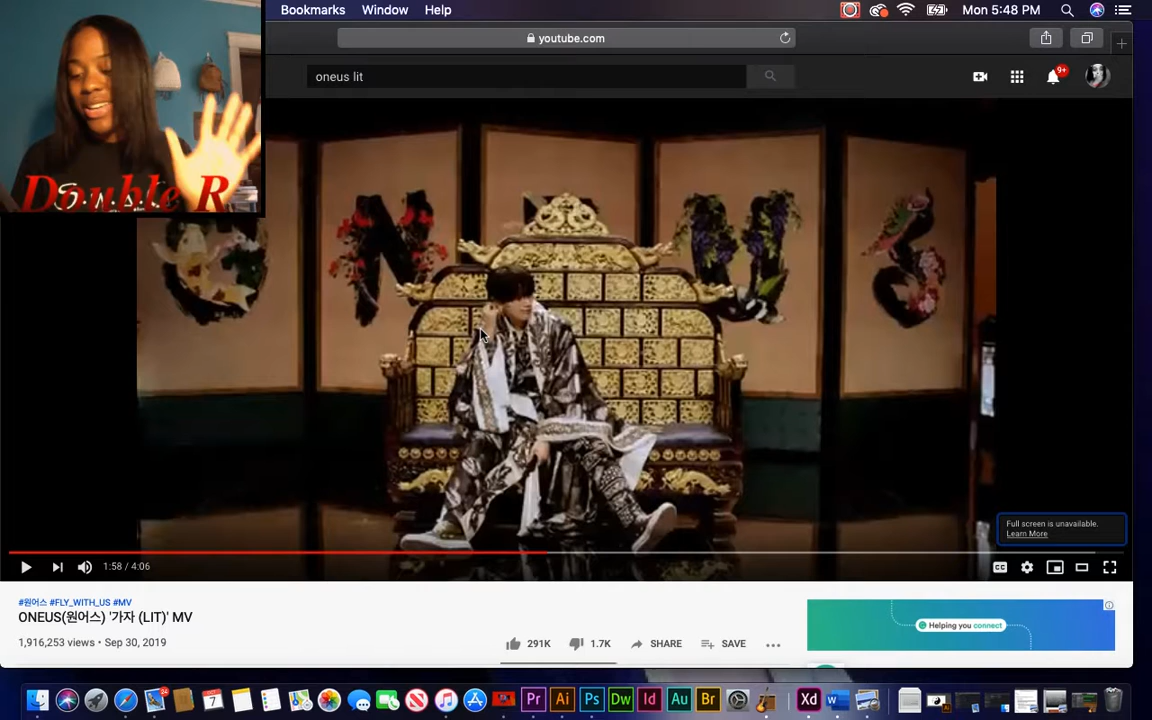 Bookmarks Window Help Mon 5:48 PM
youtube.com
oneus lit
9+
Double R
ONEUS
Full screen is unavailable.
Learn More
1:58 / 4:06
CC
#원어스 #FLY_WITH_US #MV
ONEUS(원어스) '가자 (LIT)' MV
1,916,253 views • Sep 30, 2019
291K 1.7K SHARE SAVE
Helping you connect
7 Pr Ai Ps Dw Id Au Br Xd